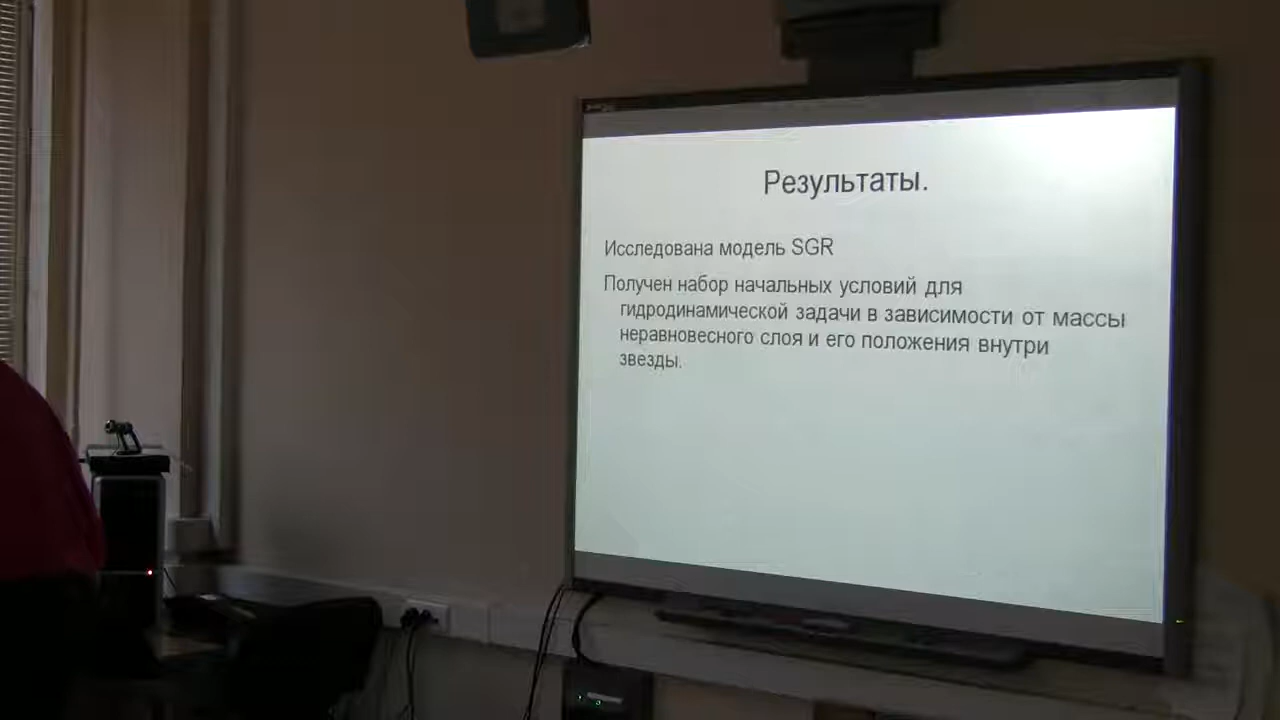 Результаты.
Исследована модель SGR
Получен набор начальных условий для
гидродинамической задачи в зависимости от массы
неравновесного слоя и его положения внутри
звезды.